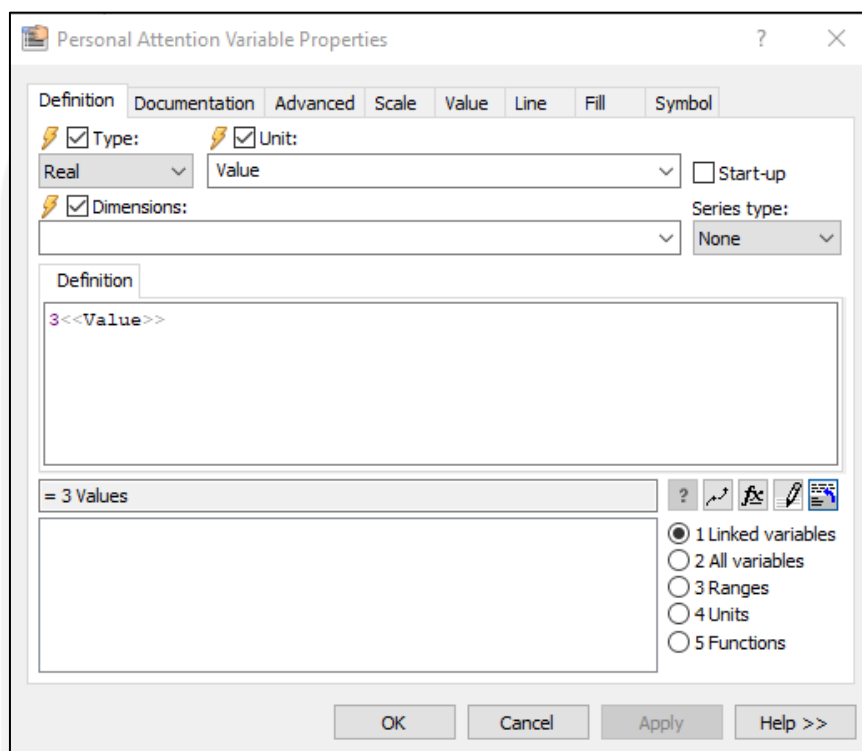 Personal Attention Variable Properties ?
Definition Documentation Advanced Scale Value Line Fill Symbol
Type: Unit:
Real Value Start-up
Dimensions: Series type:
None
Definition
3<<Value>>
= 3 Values ? fx
1 Linked variables
2 All variables
3 Ranges
4 Units
5 Functions
OK Cancel Apply Help >>